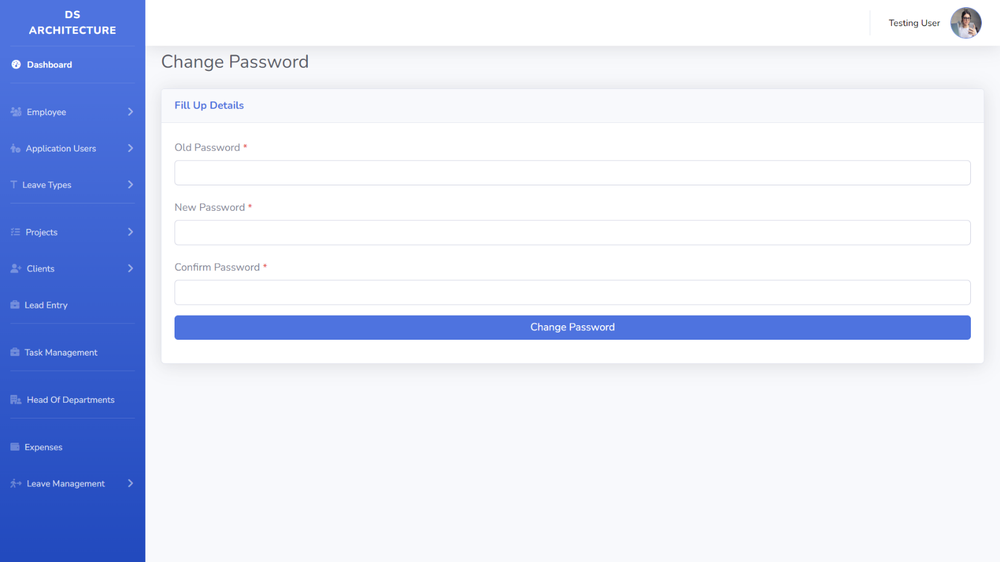 DS
ARCHITECTURE
Dashboard
Employee
Application Users
Leave Types
Projects
Clients
Lead Entry
Task Management
Head Of Departments
Expenses
Leave Management
Testing User
Change Password
Fill Up Details
Old Password *
New Password *
Confirm Password *
Change Password